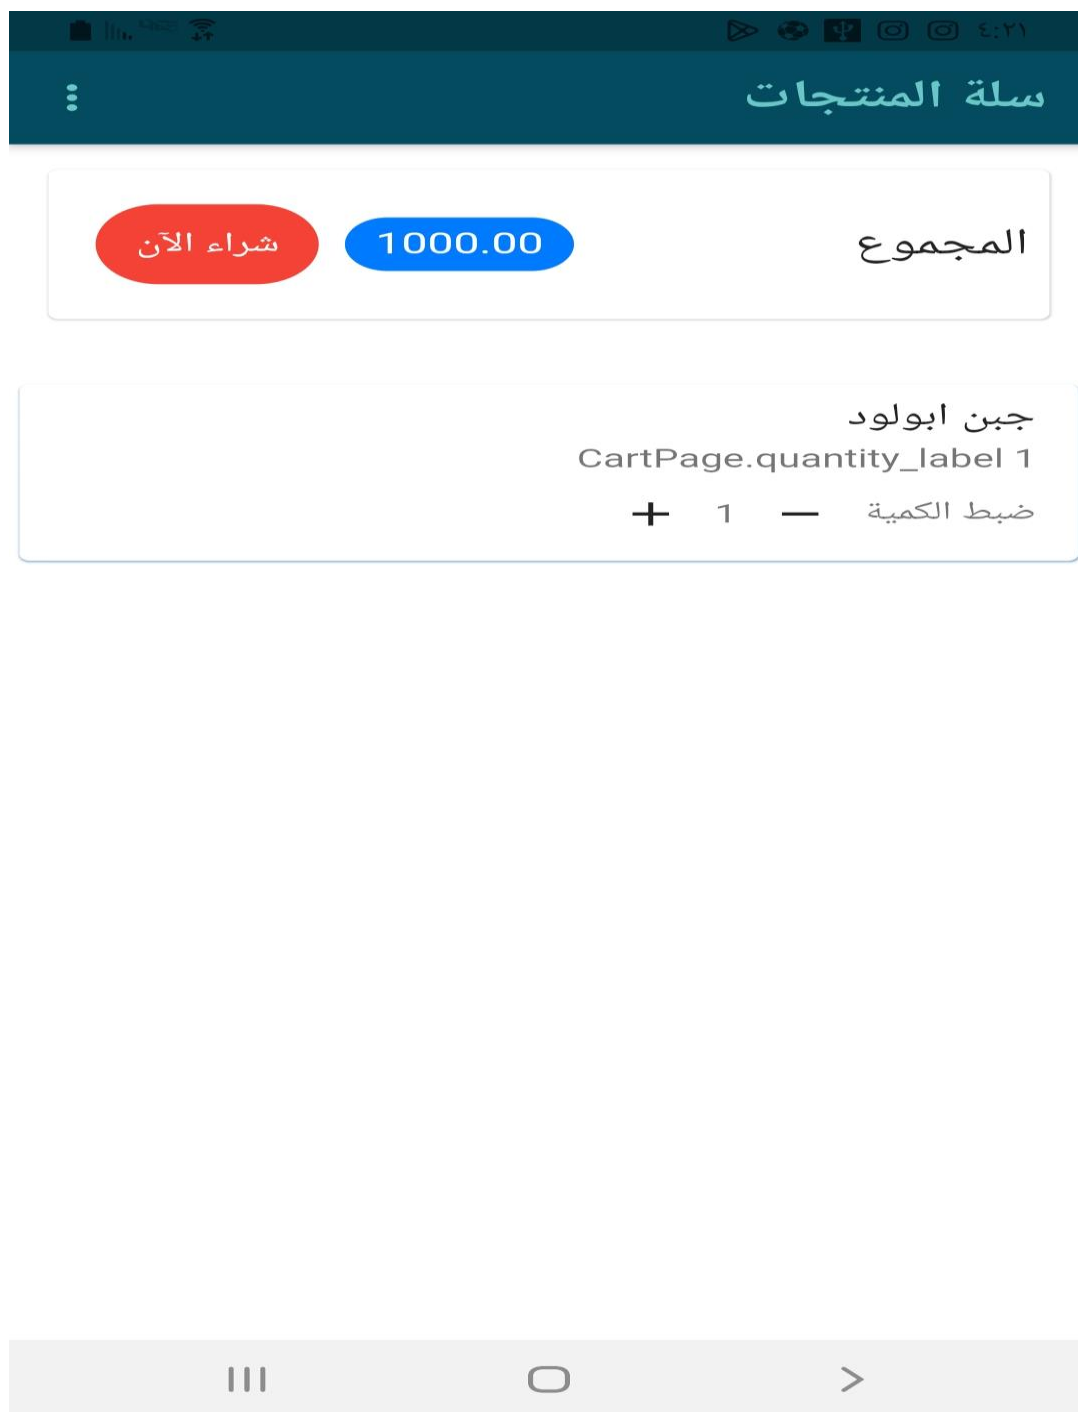 ٤:٢١
سلة المنتجات
المجموع 1000.00 شراء الآن
جبن ابولود
CartPage.quantity_label 1
ضبط الكمية − 1 +